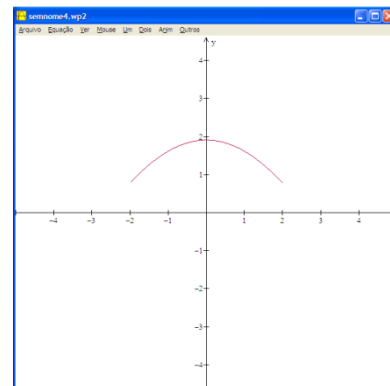 semnome4.wp2
Arquivo Equação Ver Mouse Um Dois Anim Outros
y
4
3
2
1
-4 -3 -2 -1 1 2 3 4
-1
-2
-3
-4